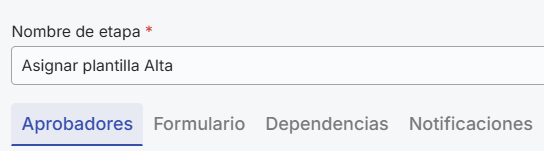 Nombre de etapa *
Asignar plantilla Alta
Aprobadores Formulario Dependencias Notificaciones